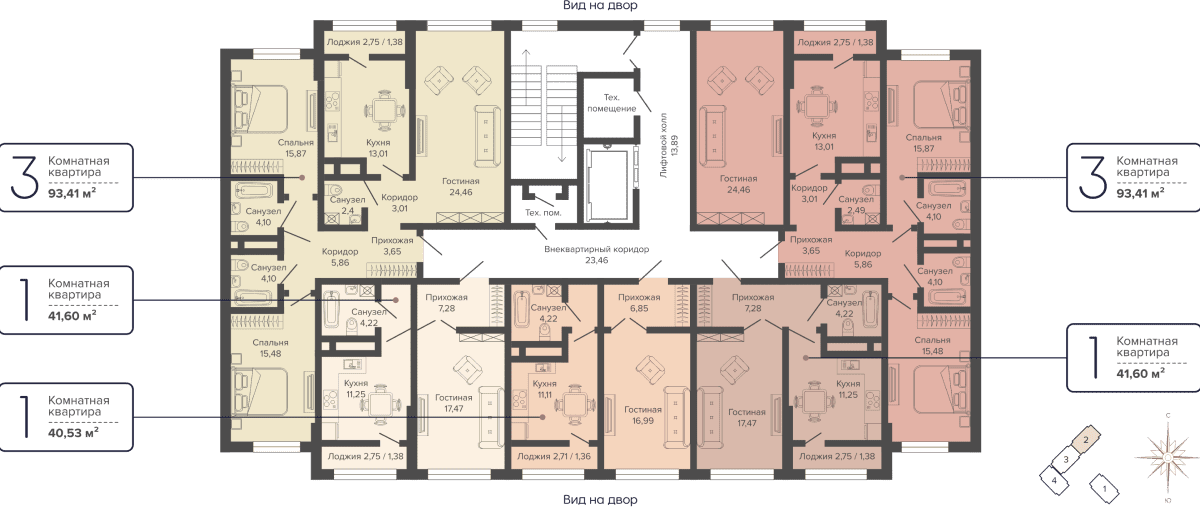 Вид на двор
Лоджия 2,75 / 1,38
Лоджия 2,75 / 1,38
Тех.
помещение
Лифтовой холл
13,89
Кухня
13,01
Кухня
13,01
Спальня
15,87
Спальня
15,87
3
Комнатная
квартира
93,41 м²
3
Комнатная
квартира
93,41 м²
Гостиная
24,46
Гостиная
24,46
Санузел
4,10
Санузел
2,4
Коридор
3,01
Тех. пом.
Коридор
3,01
Санузел
2,49
Санузел
4,10
Коридор
5,86
Прихожая
3,65
Внеквартирный коридор
23,46
Прихожая
3,65
Коридор
5,86
Санузел
4,10
Санузел
4,10
1
Комнатная
квартира
41,60 м²
Санузел
4,22
Прихожая
7,28
Санузел
4,22
Прихожая
6,85
Прихожая
7,28
Санузел
4,22
Спальня
15,48
Спальня
15,48
1
Комнатная
квартира
41,60 м²
1
Комнатная
квартира
40,53 м²
Кухня
11,25
Гостиная
17,47
Кухня
11,11
Гостиная
16,99
Гостиная
17,47
Кухня
11,25
Лоджия 2,75 / 1,38
Лоджия 2,71 / 1,36
Лоджия 2,75 / 1,38
Вид на двор
2
3
4
1
С
Ю